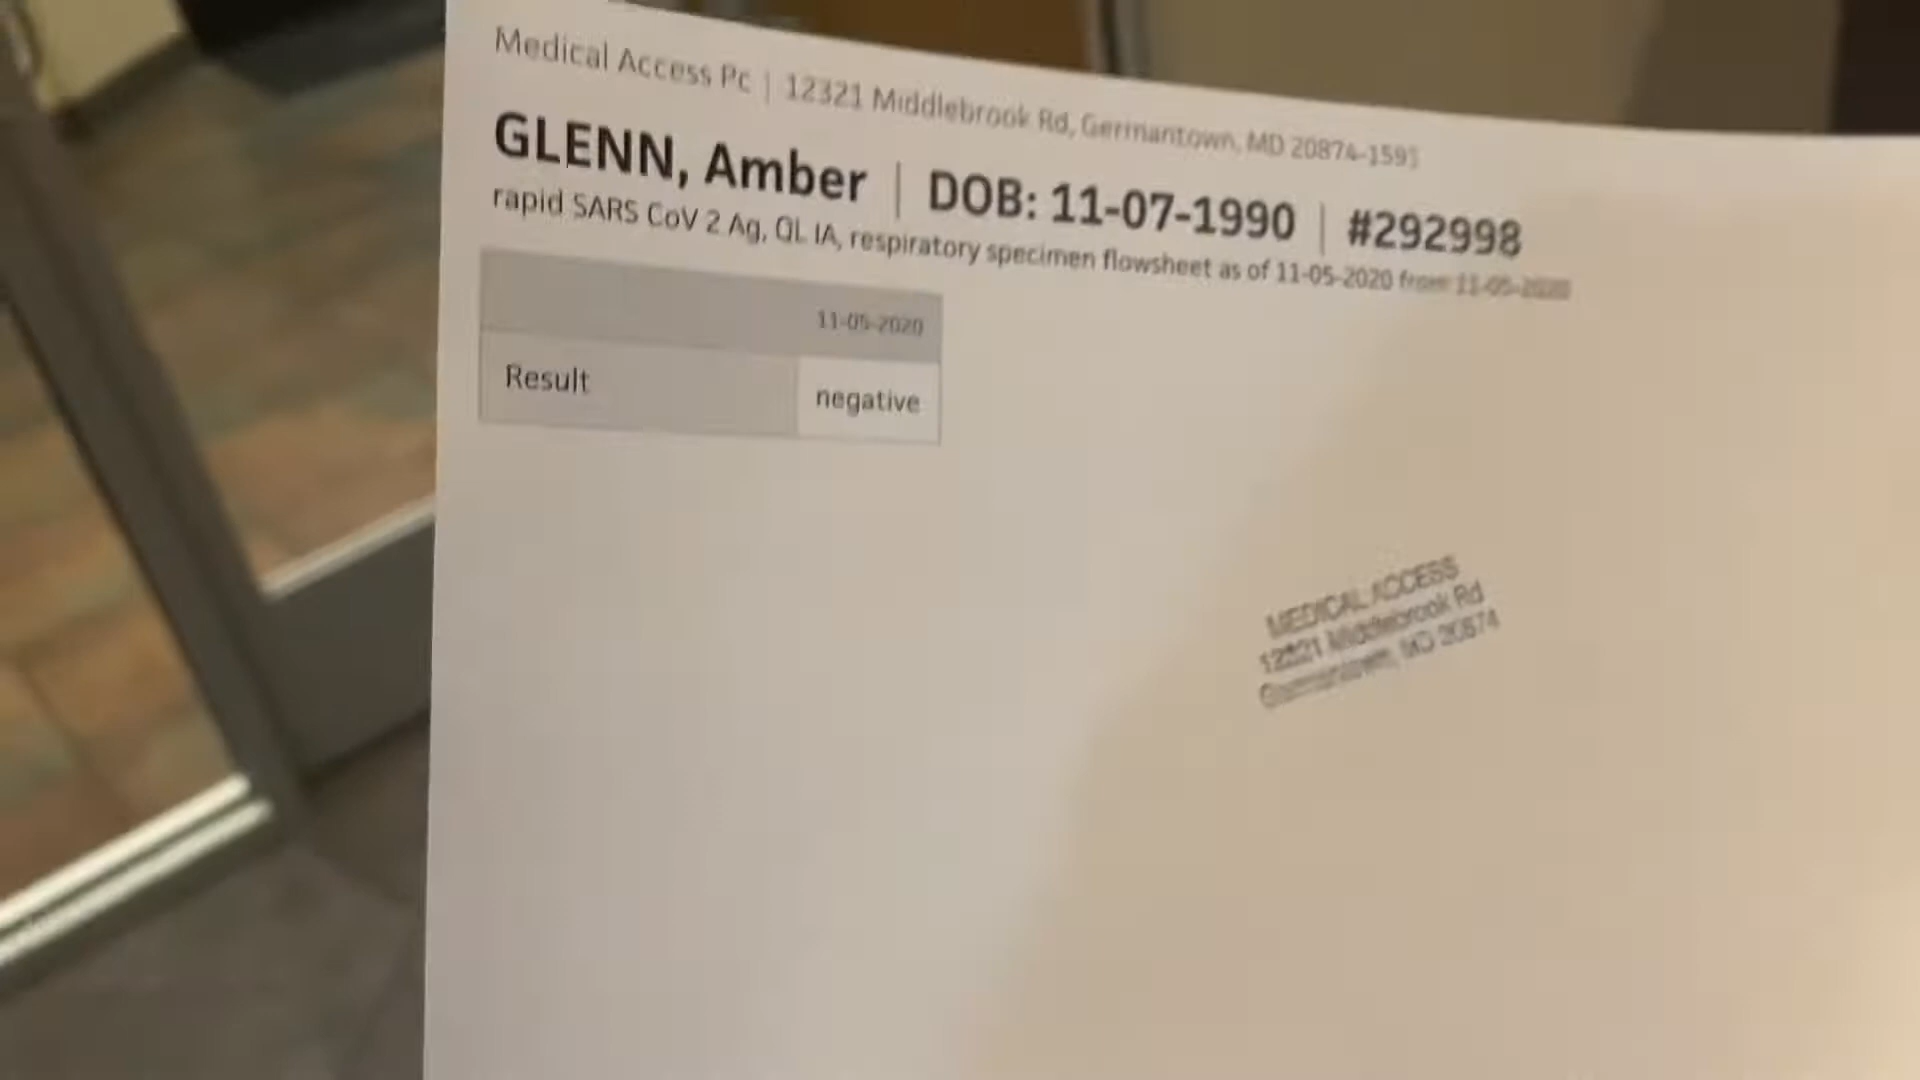 Medical Access Pc | 12321 Middlebrook Rd, Germantown, MD 20874-1591
GLENN, Amber | DOB: 11-07-1990 | #292998
rapid SARS CoV 2 Ag, QL IA, respiratory specimen flowsheet as of 11-05-2020 from 11-05-2020
11-05-2020
Result negative
MEDICAL ACCESS
12321 Middlebrook Rd
Germantown, MD 20874